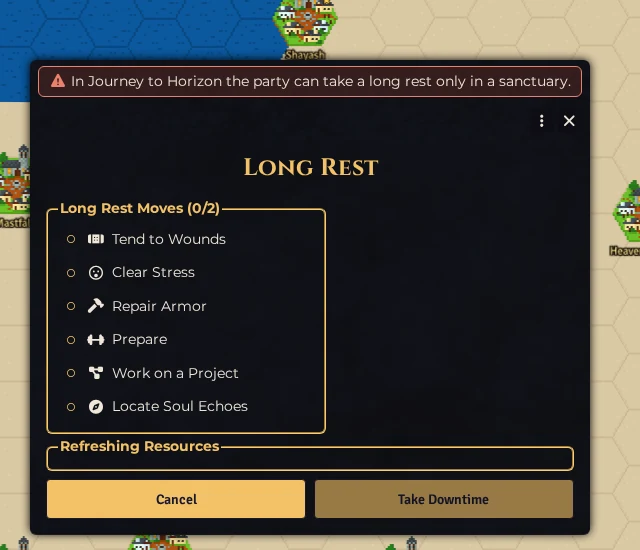 Shayash
In Journey to Horizon the party can take a long rest only in a sanctuary.
Long Rest
Long Rest Moves (0/2)
Tend to Wounds
Clear Stress
Repair Armor
Prepare
Work on a Project
Locate Soul Echoes
Refreshing Resources
Cancel
Take Downtime